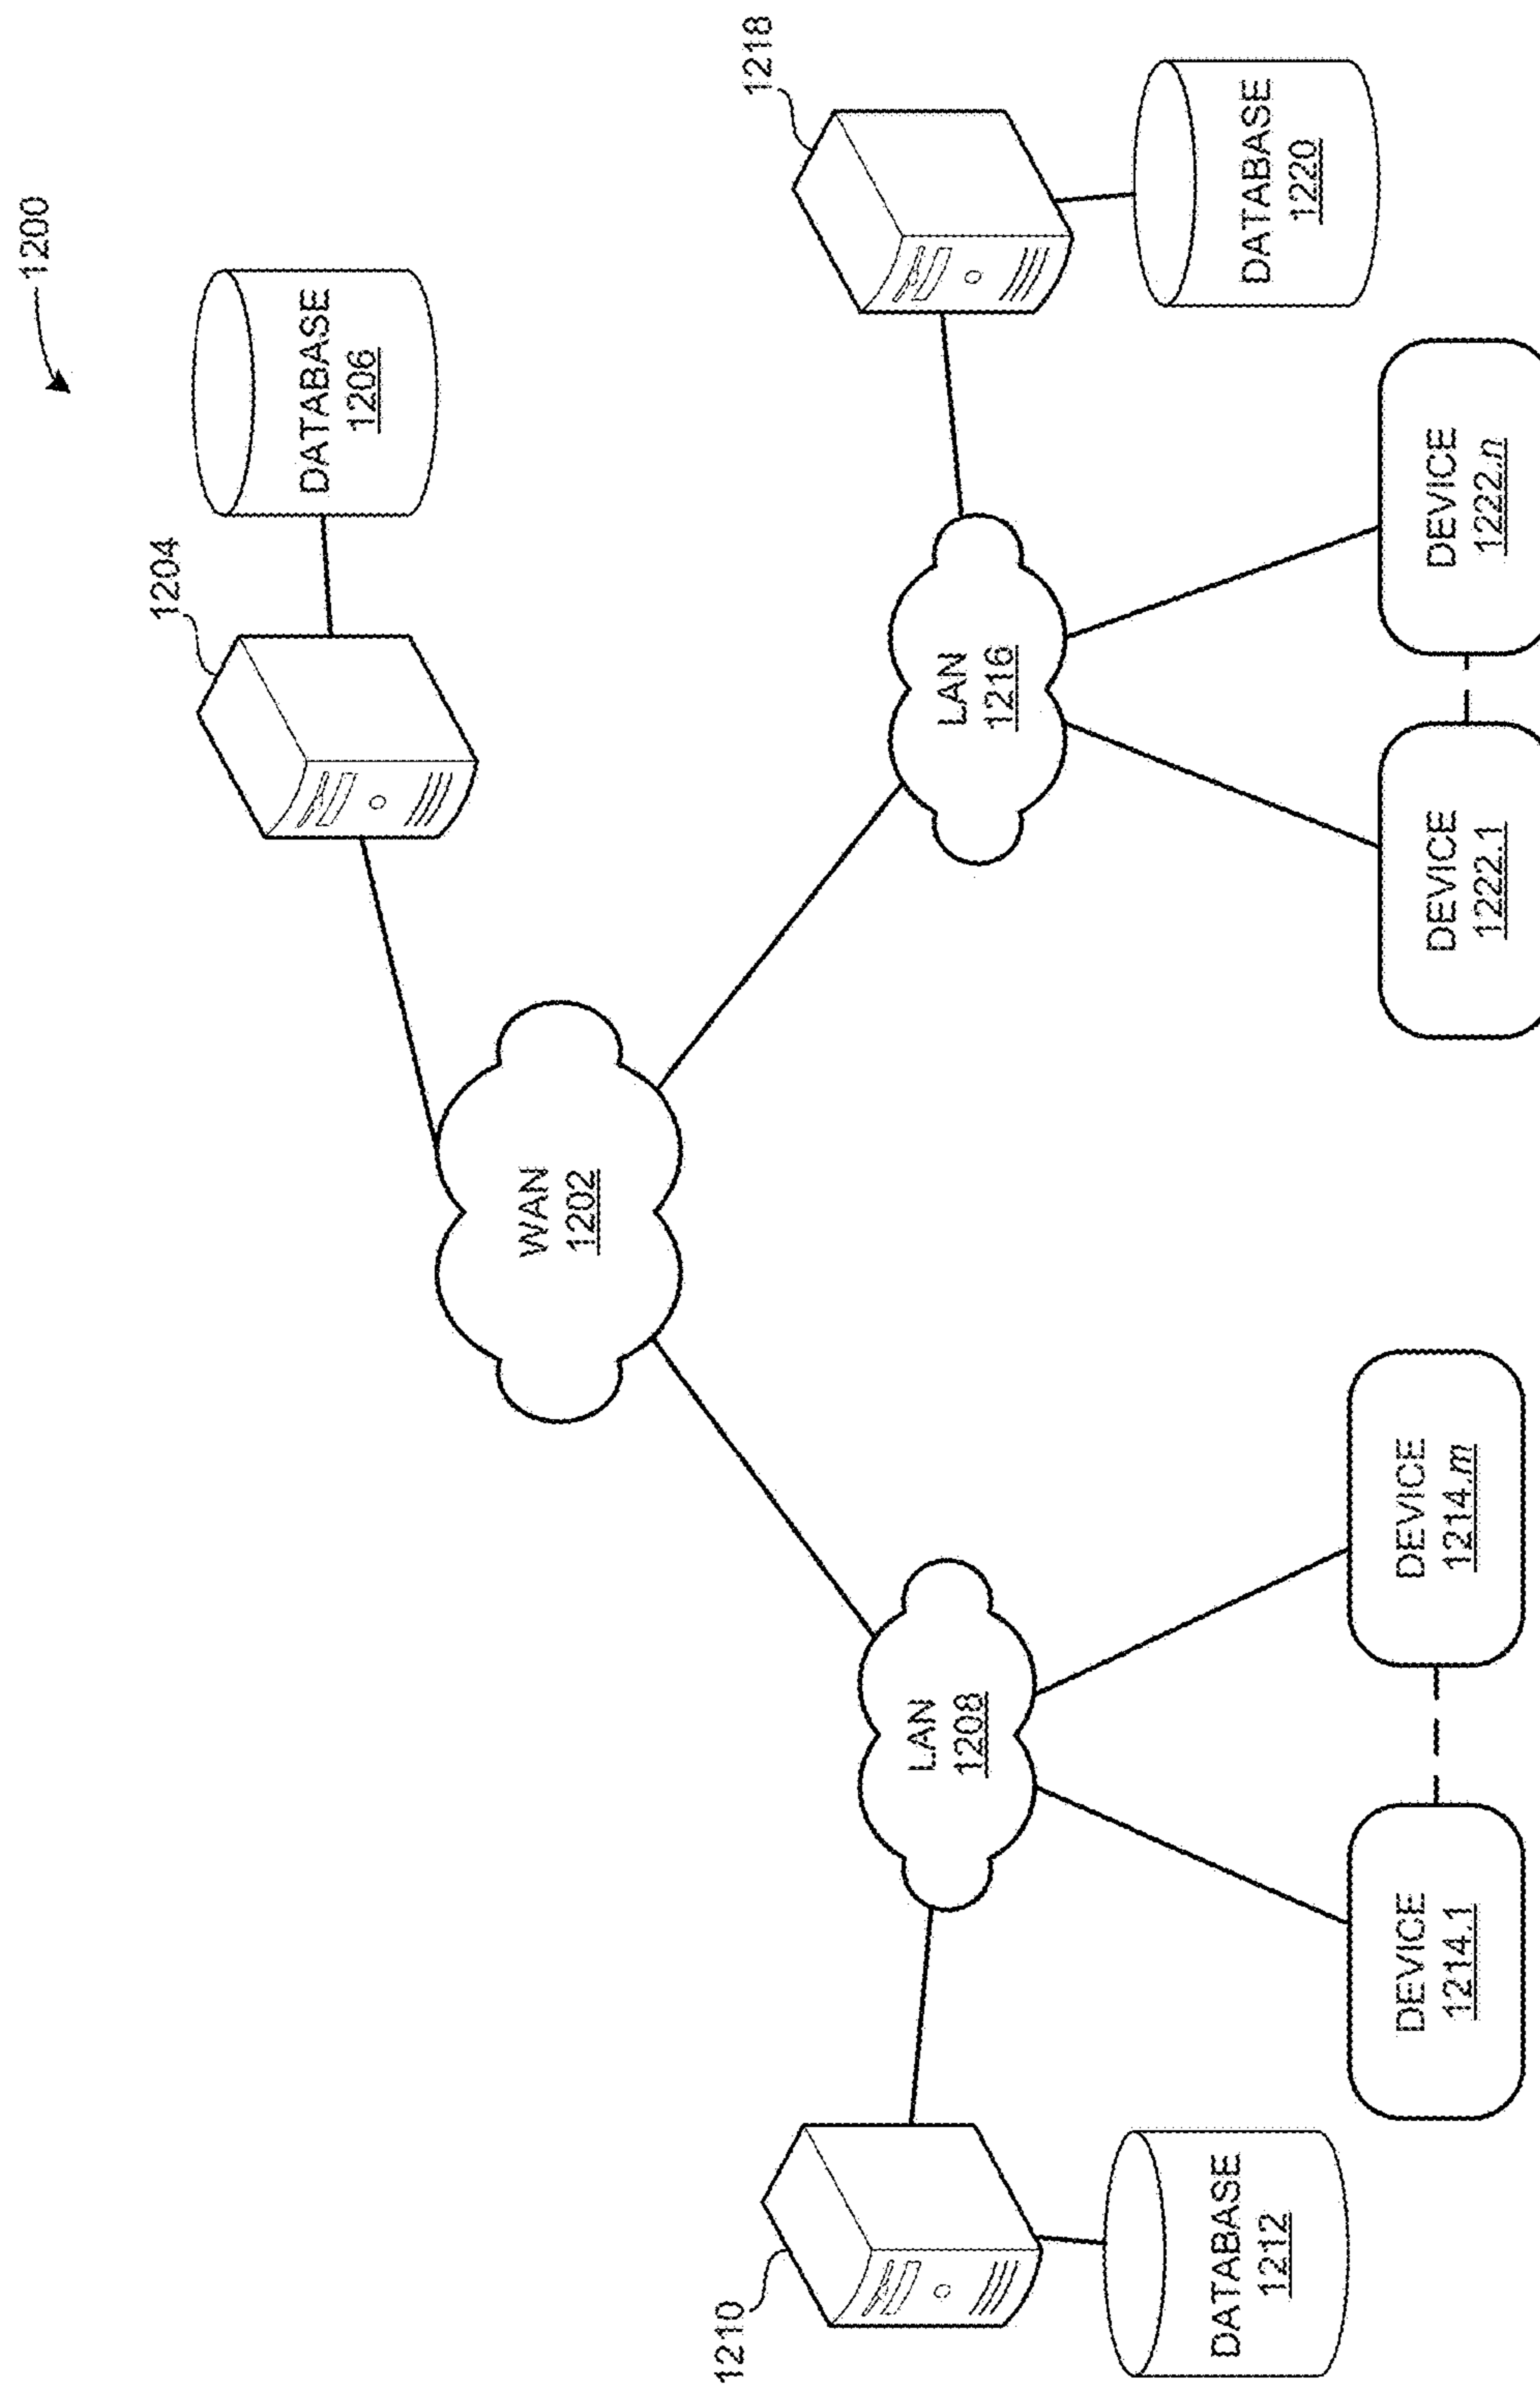 1200
1204
DATABASE
1206
WAN
1202
1210
1218
LAN
1208
LAN
1216
DATABASE
1212
DATABASE
1220
DEVICE
1214.1
DEVICE
1214.m
DEVICE
1222.1
DEVICE
1222.n